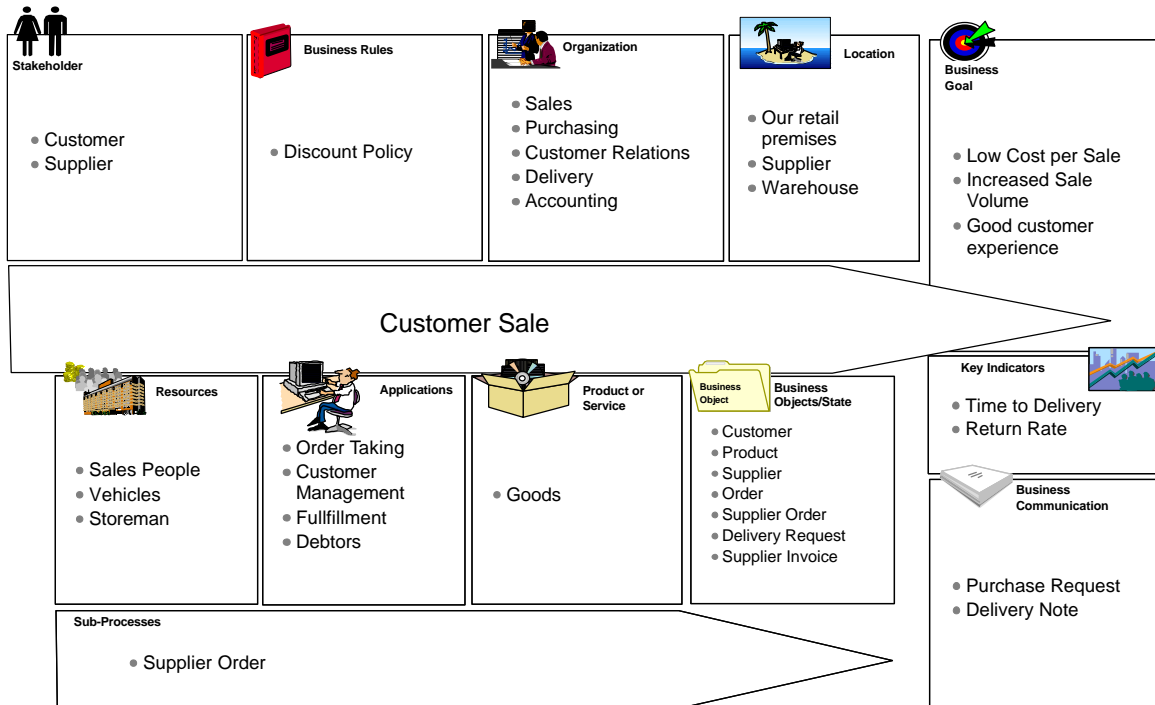 Stakeholder
Customer
Supplier
Business Rules
Discount Policy
Organization
Sales
Purchasing
Customer Relations
Delivery
Accounting
Location
Our retail
premises
Supplier
Warehouse
Business
Goal
Low Cost per Sale
Increased Sale
Volume
Good customer
experience
Customer Sale
Resources
Sales People
Vehicles
Storeman
Applications
Order Taking
Customer
Management
Fullfillment
Debtors
Product or
Service
Goods
Business
Object
Business
Objects/State
Customer
Product
Supplier
Order
Supplier Order
Delivery Request
Supplier Invoice
Key Indicators
Time to Delivery
Return Rate
Business
Communication
Purchase Request
Delivery Note
Sub-Processes
Supplier Order